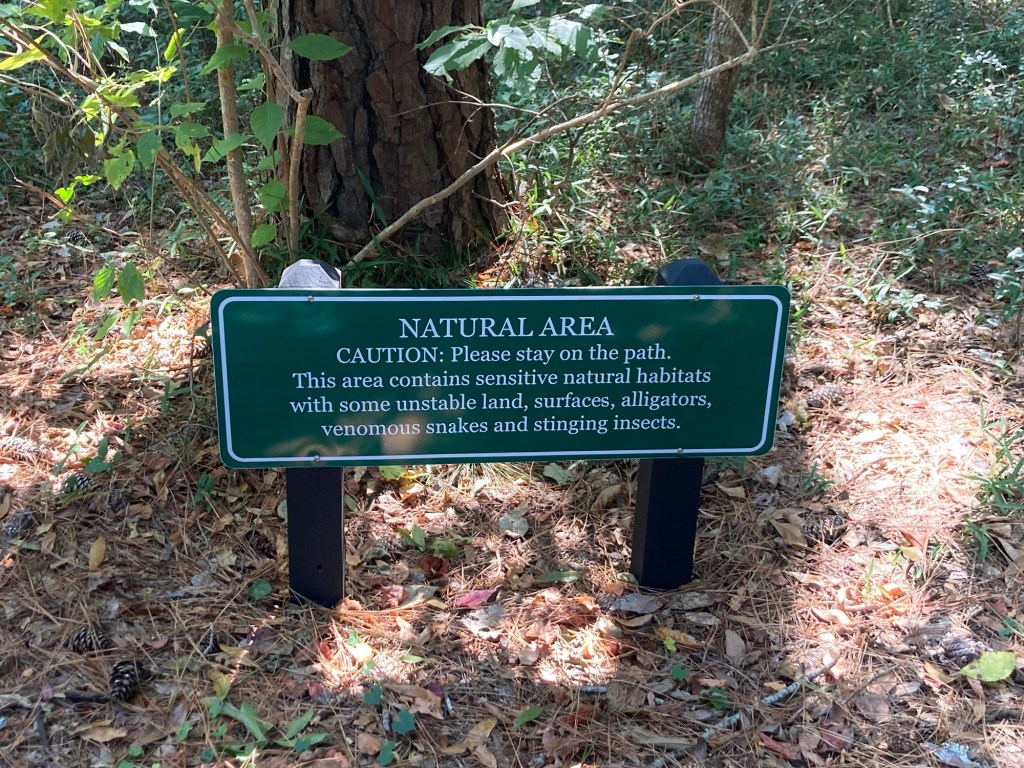 NATURAL AREA
CAUTION: Please stay on the path.
This area contains sensitive natural habitats
with some unstable land, surfaces, alligators,
venomous snakes and stinging insects.